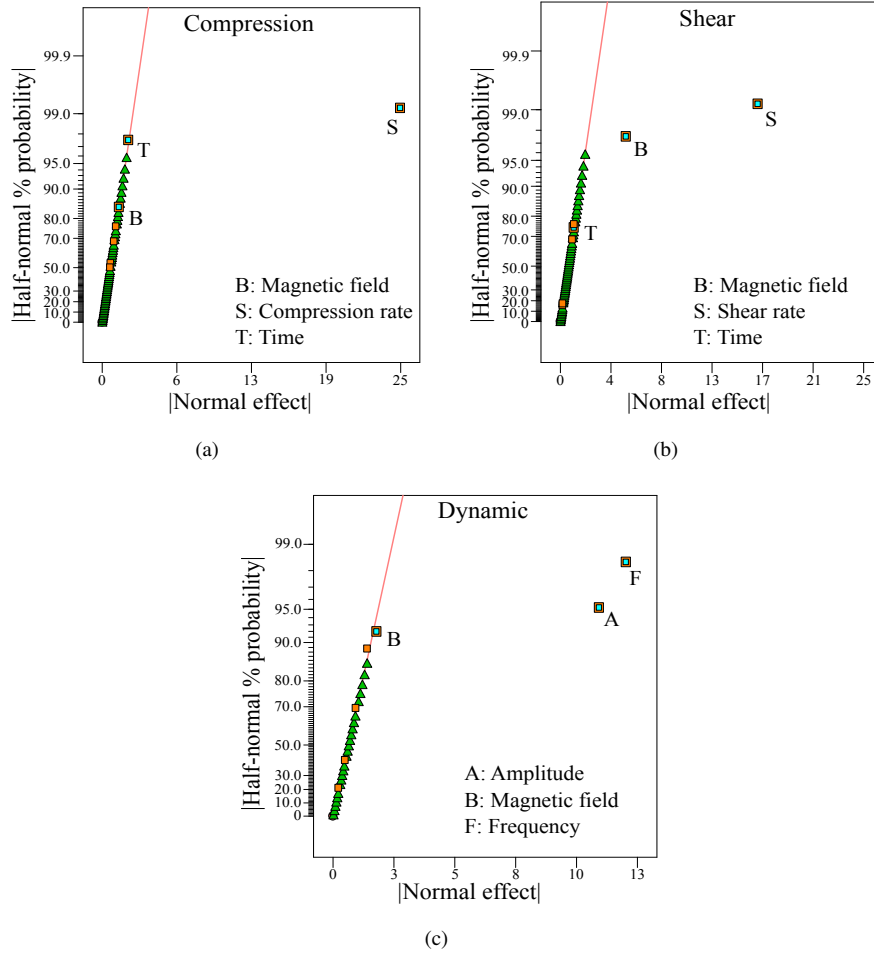 Compression
|Half-normal % probability|
99.9
99.0
95.0
90.0
80.0
70.0
50.0
30.0
20.0
10.0
0
S
T
B
B: Magnetic field
S: Compression rate
T: Time
0 6 13 19 25
|Normal effect|
(a)
Shear
|Half-normal % probability|
99.9
99.0
95.0
90.0
80.0
70.0
50.0
30.0
20.0
10.0
0
S
B
T
B: Magnetic field
S: Shear rate
T: Time
0 4 8 13 17 21 25
|Normal effect|
(b)
Dynamic
|Half-normal % probability|
99.0
95.0
90.0
80.0
70.0
50.0
30.0
20.0
10.0
0
F
A
B
A: Amplitude
B: Magnetic field
F: Frequency
0 3 5 8 10 13
|Normal effect|
(c)